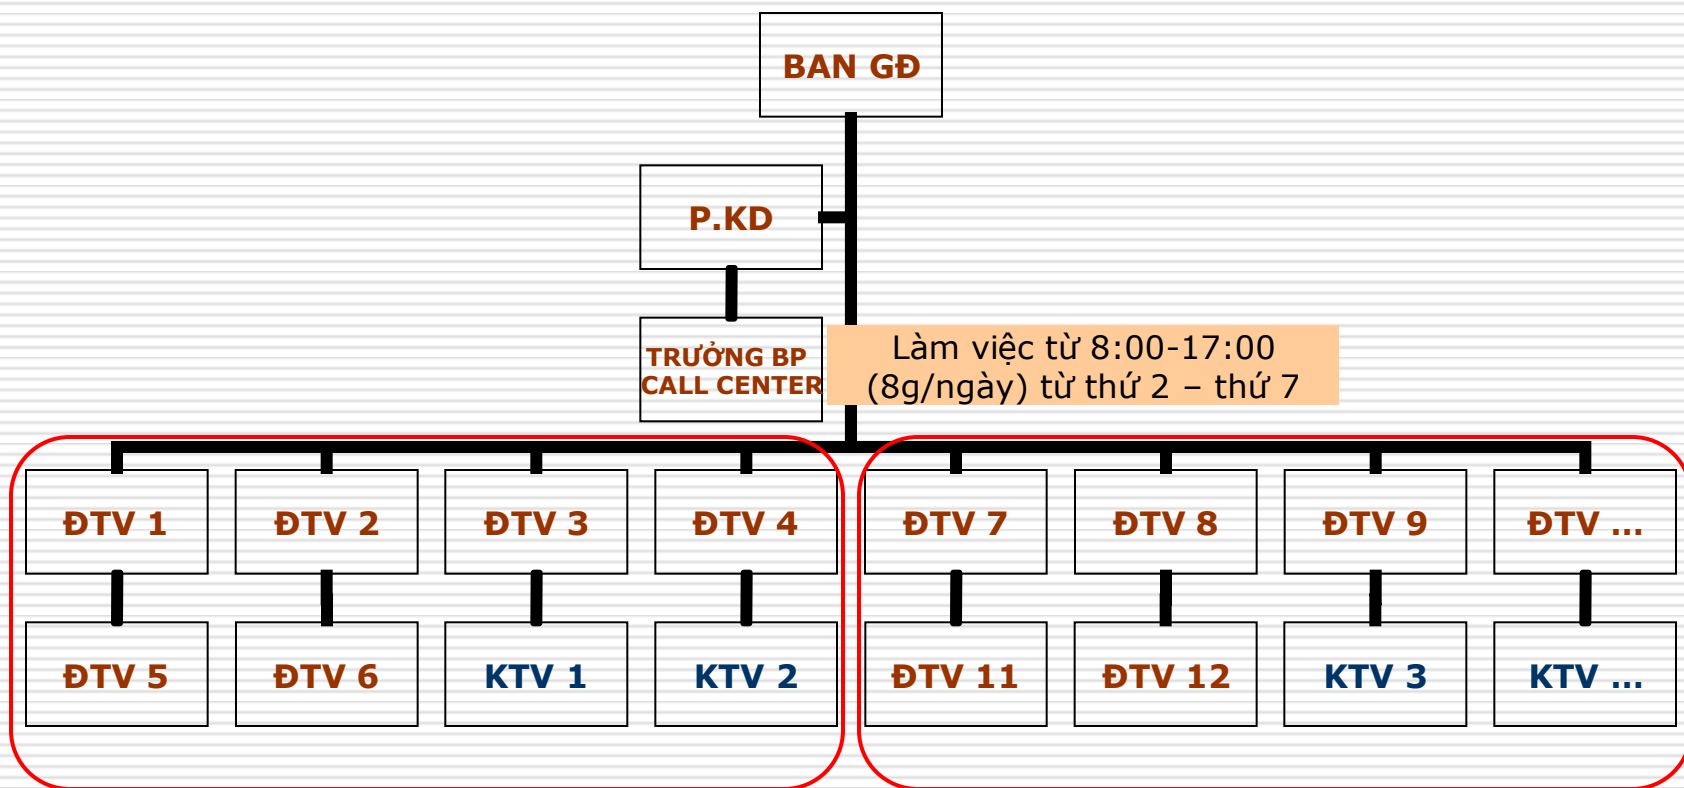 BAN GĐ
P.KD
TRƯỞNG BP
CALL CENTER
Làm việc từ 8:00-17:00
(8g/ngày) từ thứ 2 – thứ 7
ĐTV 1
ĐTV 2
ĐTV 3
ĐTV 4
ĐTV 7
ĐTV 8
ĐTV 9
ĐTV ...
ĐTV 5
ĐTV 6
KTV 1
KTV 2
ĐTV 11
ĐTV 12
KTV 3
KTV ...